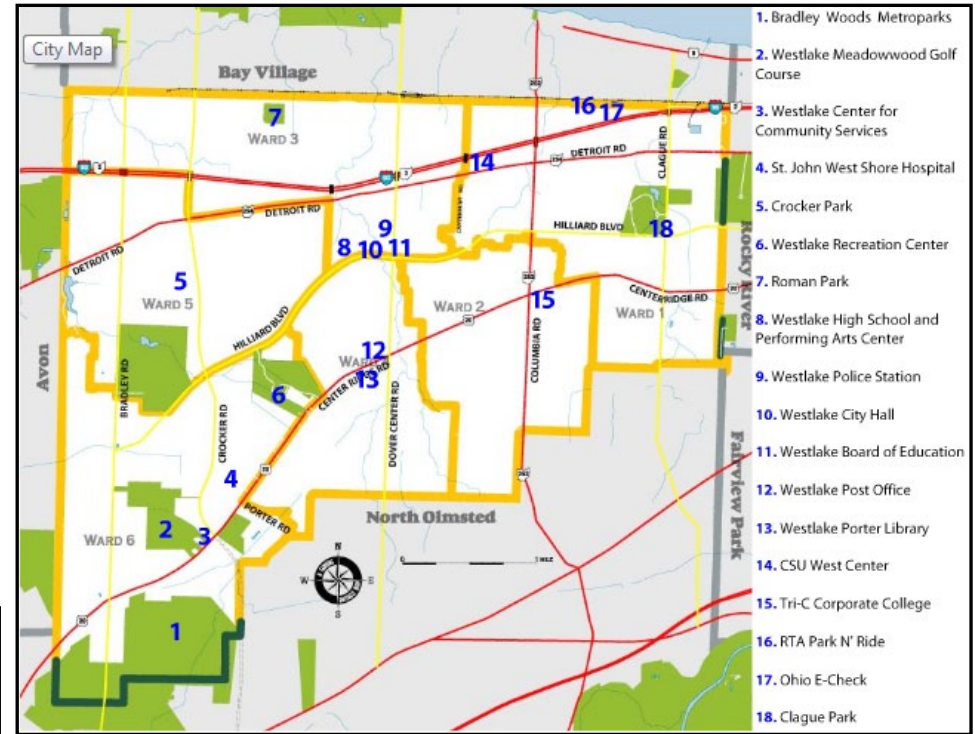 City Map
Bay Village
WARD 3
7
16
17
14
DETROIT RD
CLAGUE RD
DETROIT RD
DETROIT RD
9
8
10
11
HILLIARD BLVD
18
Rocky River
5
WARD 5
HILLIARD BLVD
WARD 2
15
CENTERRIDGE RD
WARD 1
COLUMBIA RD
12
13
CENTER RIDGE RD
Avon
BRADLEY RD
6
DOVER CENTER RD
CROCKER RD
4
PORTER RD
North Olmsted
Fairview Park
2
3
WARD 6
N
W
E
S
0
1 MILE
1
1. Bradley Woods Metroparks
2. Westlake Meadowwood Golf
Course
3. Westlake Center for
Community Services
4. St. John West Shore Hospital
5. Crocker Park
6. Westlake Recreation Center
7. Roman Park
8. Westlake High School and
Performing Arts Center
9. Westlake Police Station
10. Westlake City Hall
11. Westlake Board of Education
12. Westlake Post Office
13. Westlake Porter Library
14. CSU West Center
15. Tri-C Corporate College
16. RTA Park N' Ride
17. Ohio E-Check
18. Clague Park